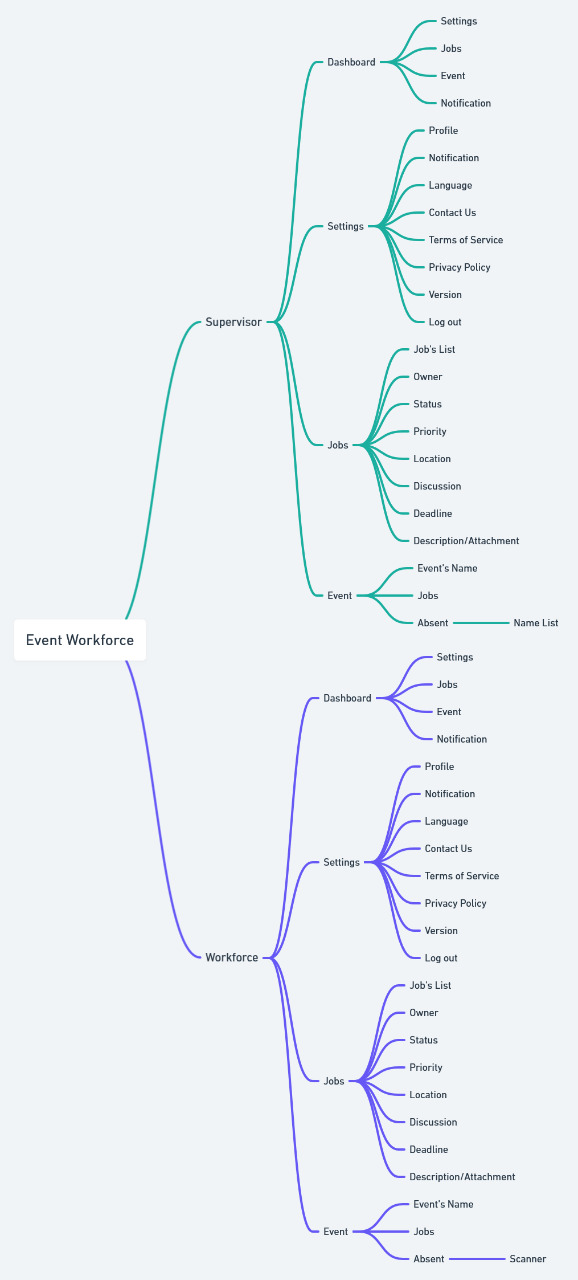 Event Workforce
Supervisor
Dashboard
Settings
Jobs
Event
Notification
Settings
Profile
Notification
Language
Contact Us
Terms of Service
Privacy Policy
Version
Log out
Jobs
Job's List
Owner
Status
Priority
Location
Discussion
Deadline
Description/Attachment
Event
Event's Name
Jobs
Absent
Name List
Workforce
Dashboard
Settings
Jobs
Event
Notification
Settings
Profile
Notification
Language
Contact Us
Terms of Service
Privacy Policy
Version
Log out
Jobs
Job's List
Owner
Status
Priority
Location
Discussion
Deadline
Description/Attachment
Event
Event's Name
Jobs
Absent
Scanner